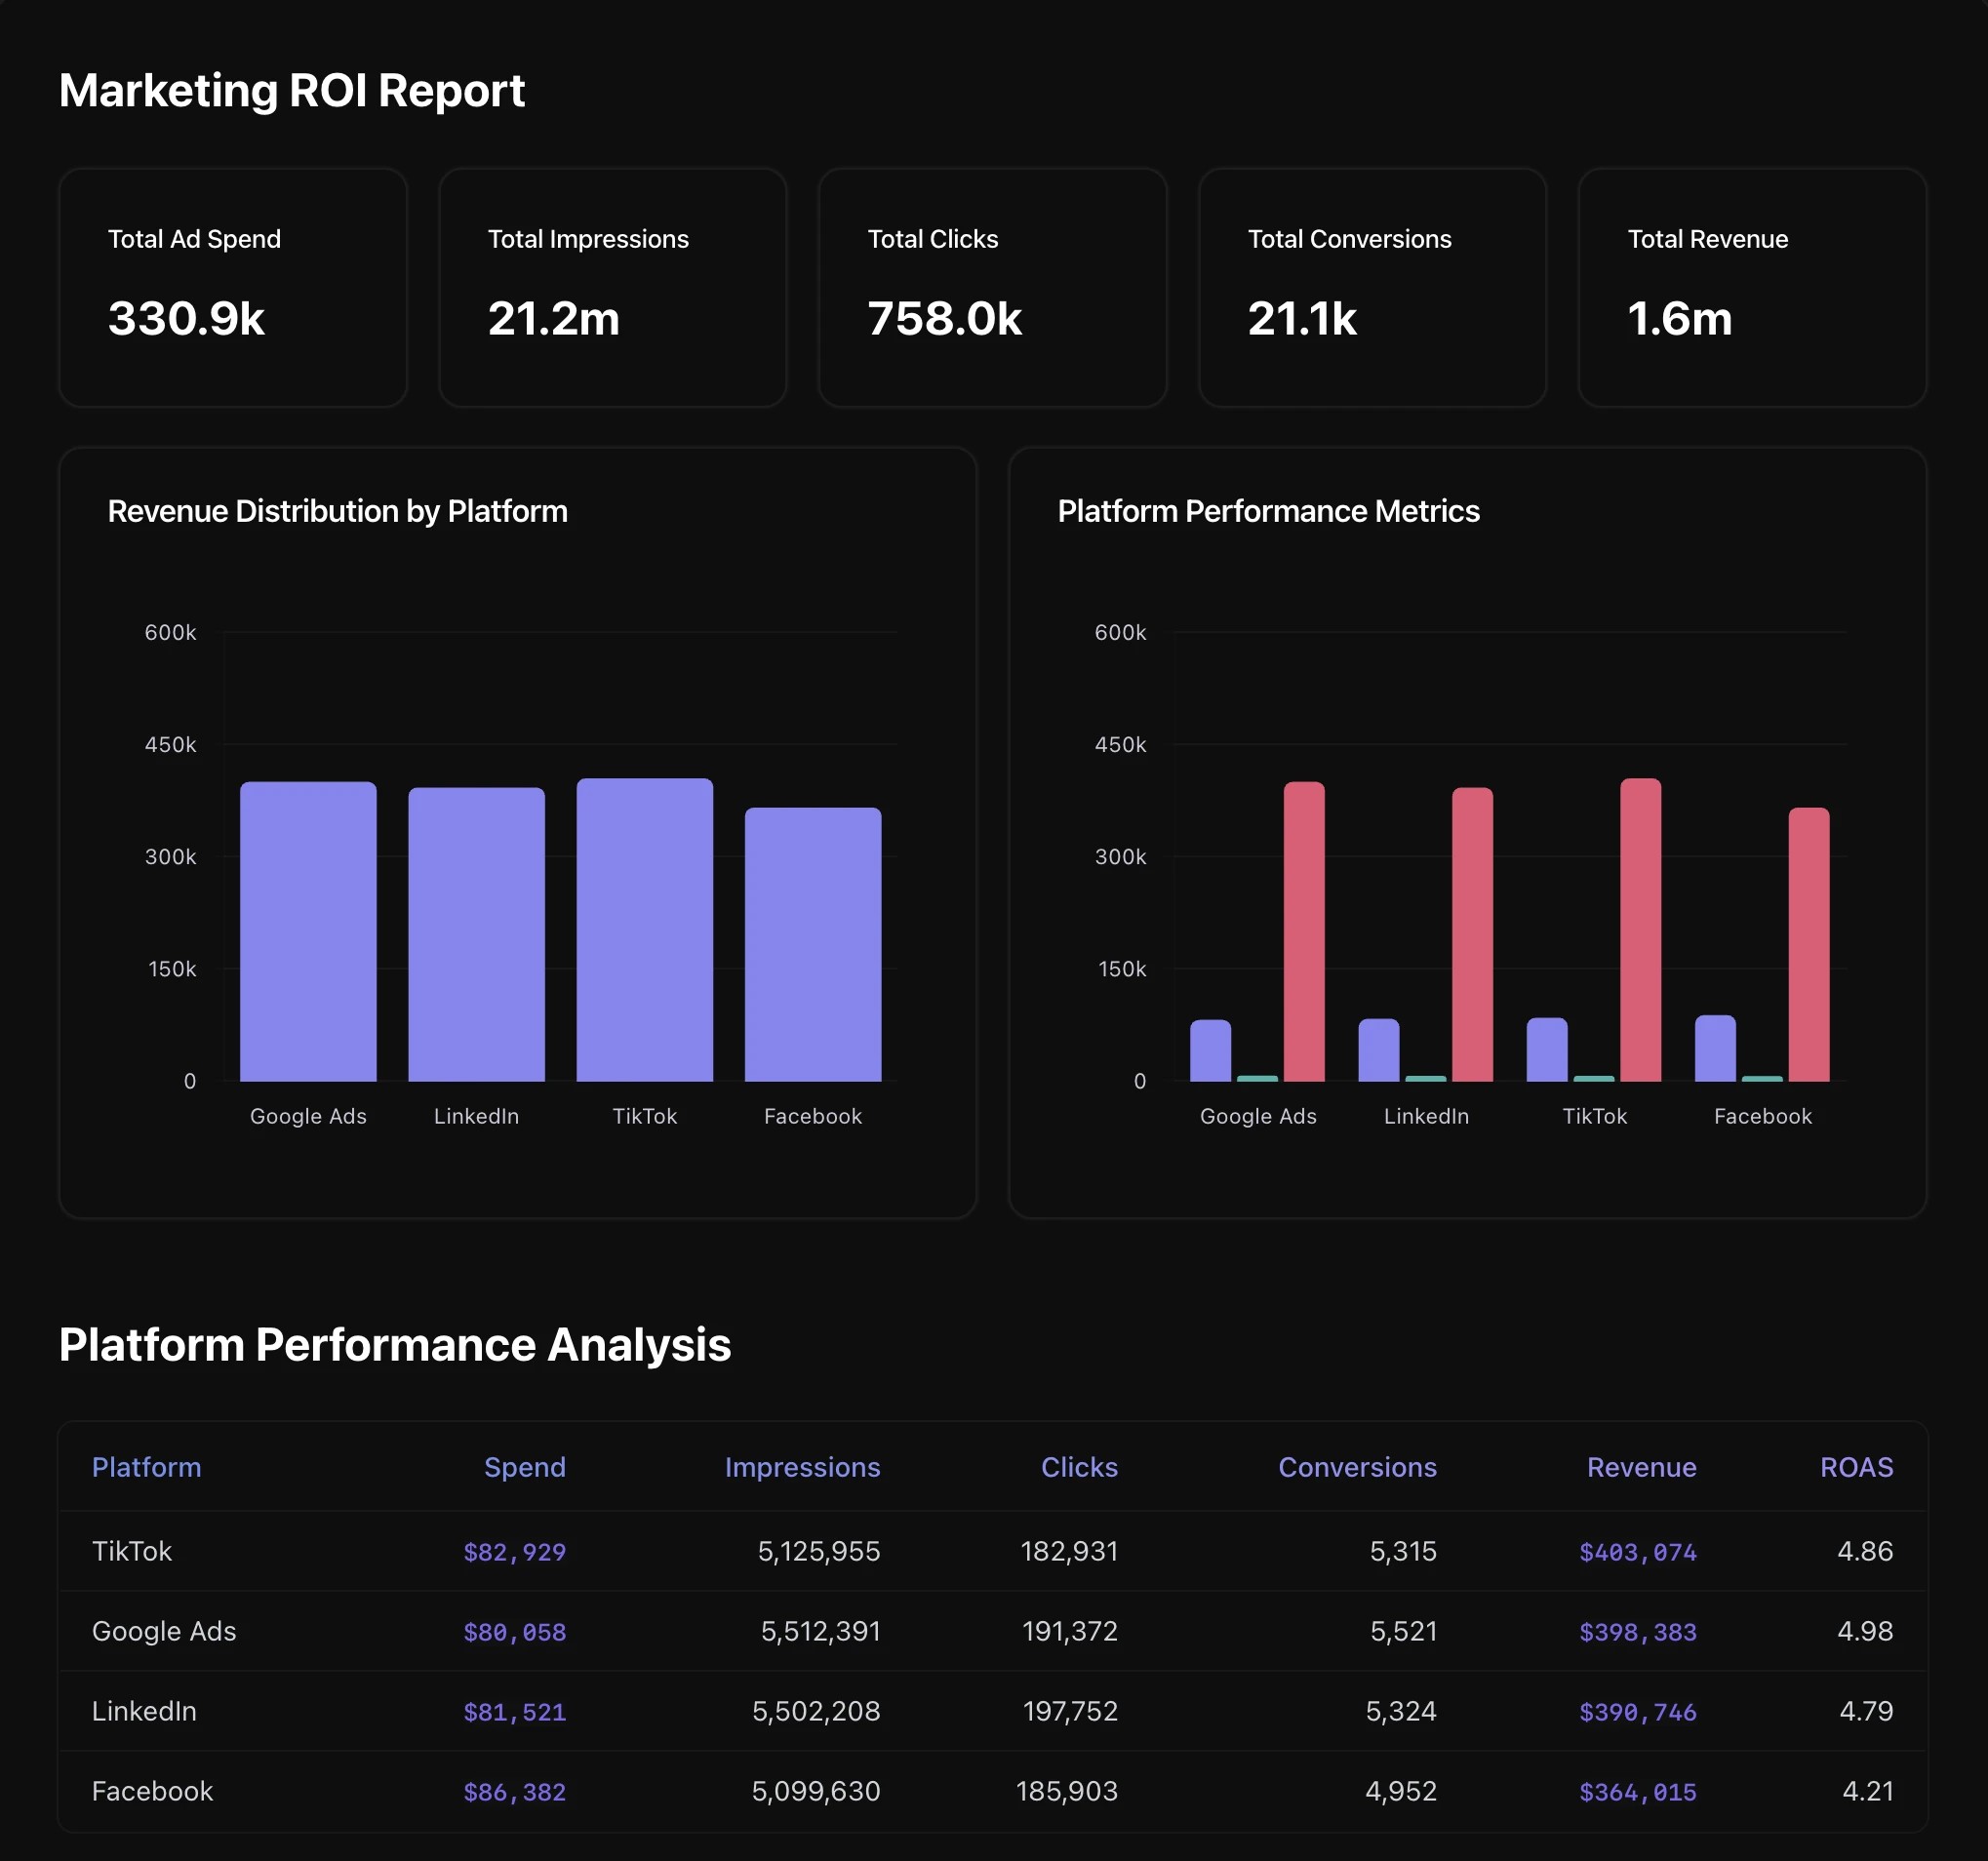 Marketing ROI Report
Total Ad Spend
330.9k
Total Impressions
21.2m
Total Clicks
758.0k
Total Conversions
21.1k
Total Revenue
1.6m
Revenue Distribution by Platform
600k
450k
300k
150k
0
Google Ads LinkedIn TikTok Facebook
Platform Performance Metrics
600k
450k
300k
150k
0
Google Ads LinkedIn TikTok Facebook
Platform Performance Analysis
Platform Spend Impressions Clicks Conversions Revenue ROAS
TikTok $82,929 5,125,955 182,931 5,315 $403,074 4.86
Google Ads $80,058 5,512,391 191,372 5,521 $398,383 4.98
LinkedIn $81,521 5,502,208 197,752 5,324 $390,746 4.79
Facebook $86,382 5,099,630 185,903 4,952 $364,015 4.21